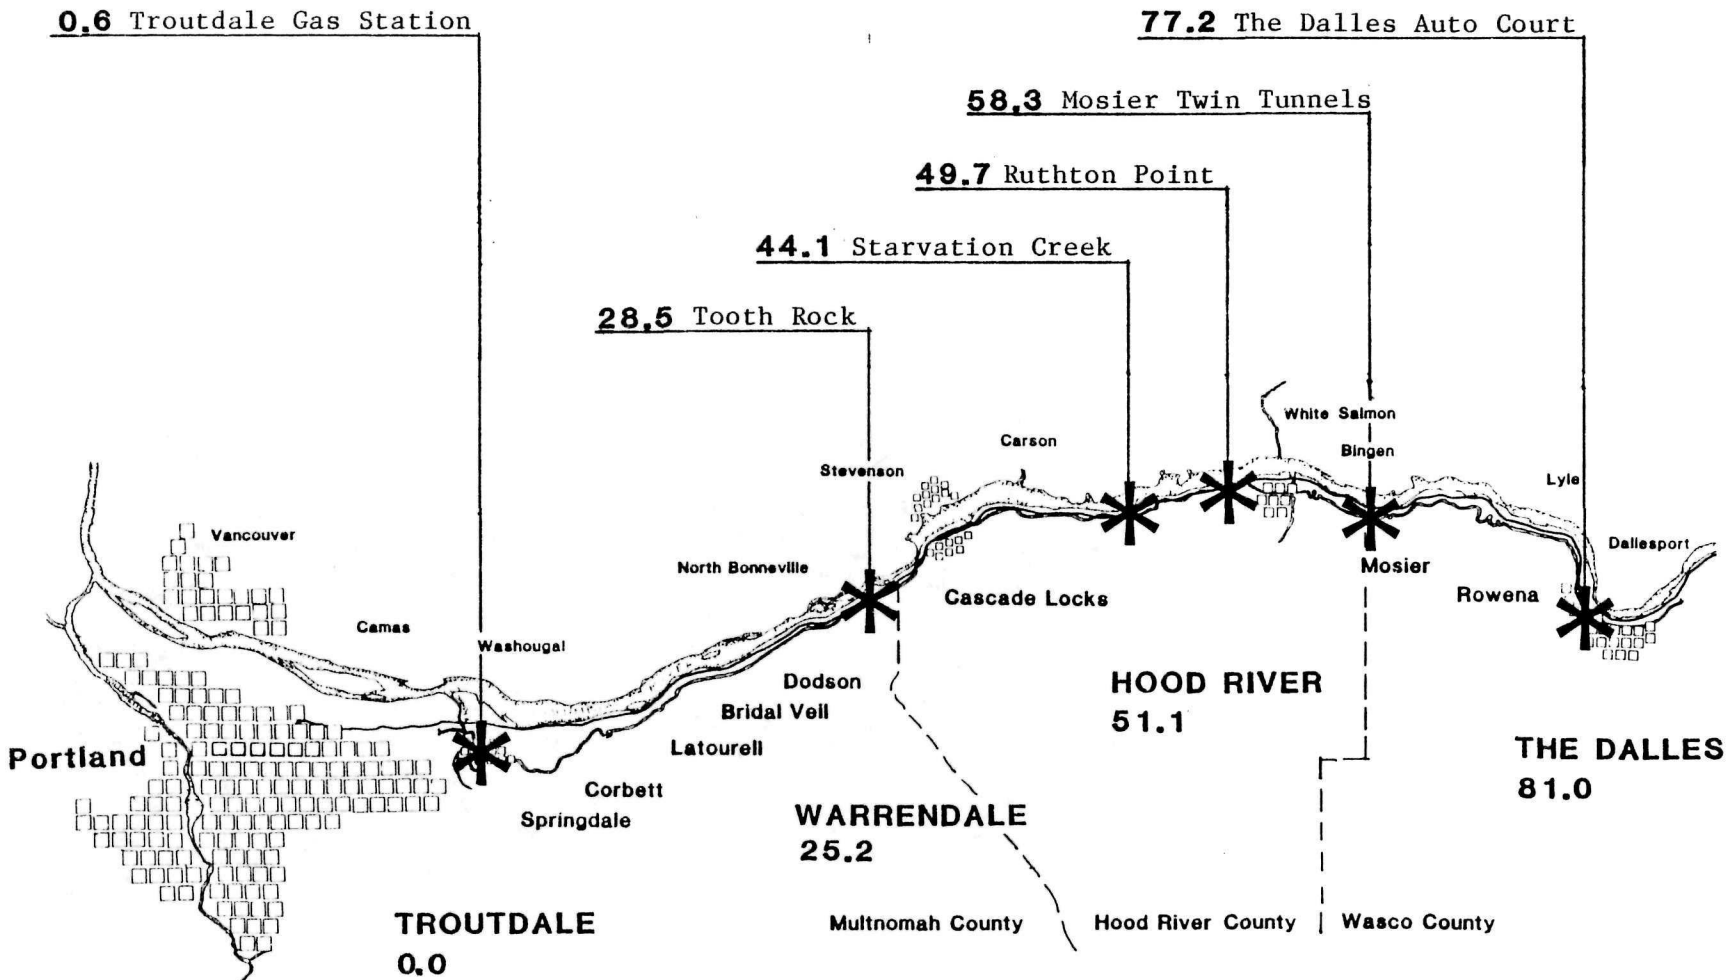 0.6 Troutdale Gas Station
77.2 The Dalles Auto Court
58.3 Mosier Twin Tunnels
49.7 Ruthton Point
44.1 Starvation Creek
28.5 Tooth Rock
White Salmon
Carson
Bingen
Stevenson
Lyle
Vancouver
Dallesport
North Bonneville
Mosier
Cascade Locks
Rowena
Camas
Washougal
Dodson
HOOD RIVER
51.1
Bridal Veil
Latourell
THE DALLES
81.0
Portland
Corbett
Springdale
WARRENDALE
25.2
TROUTDALE
0.0
Multnomah County
Hood River County
Wasco County